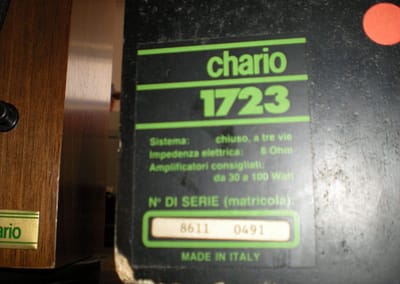 chario
1723
Sistema: chiuso, a tre vie
Impedenza elettrica: 8 Ohm
Amplificatori consigliati:
da 30 a 100 Watt
N° DI SERIE (matricola):
8611 0491
MADE IN ITALY
ario